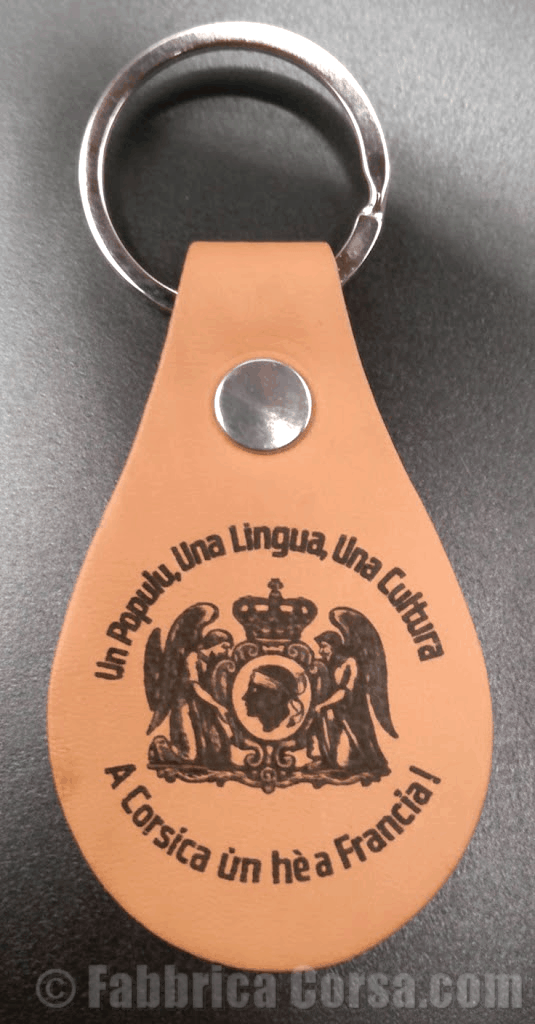 Un Populu, Una Lingua, Una Cultura
A Corsica ùn hè a Francia !
© Fabbrica Corsa.com